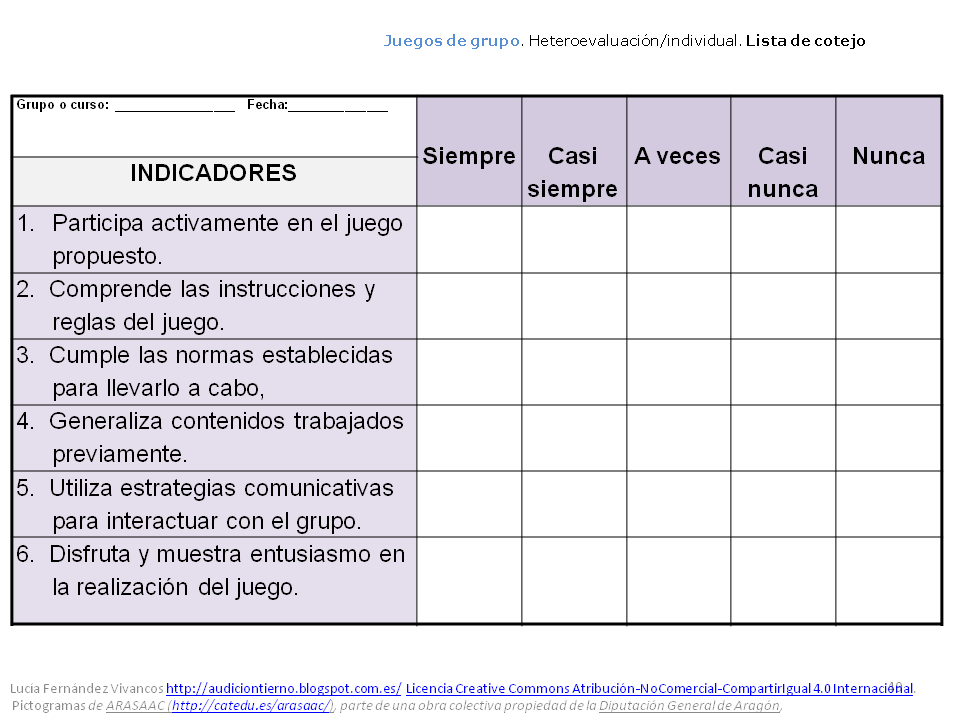 Juegos de grupo. Heteroevaluación/individual. Lista de cotejo
Grupo o curso: _________________ Fecha:______________
Siempre
Casi
siempre
A veces
Casi
nunca
Nunca
INDICADORES
1. Participa activamente en el juego
propuesto.
2. Comprende las instrucciones y
reglas del juego.
3. Cumple las normas establecidas
para llevarlo a cabo,
4. Generaliza contenidos trabajados
previamente.
5. Utiliza estrategias comunicativas
para interactuar con el grupo.
6. Disfruta y muestra entusiasmo en
la realización del juego.
Lucía Fernández Vivancos http://audiciontierno.blogspot.com.es/ Licencia Creative Commons Atribución-NoComercial-CompartirIgual 4.0 Internacional.
Pictogramas de ARASAAC (http://catedu.es/arasaac/), parte de una obra colectiva propiedad de la Diputación General de Aragón,